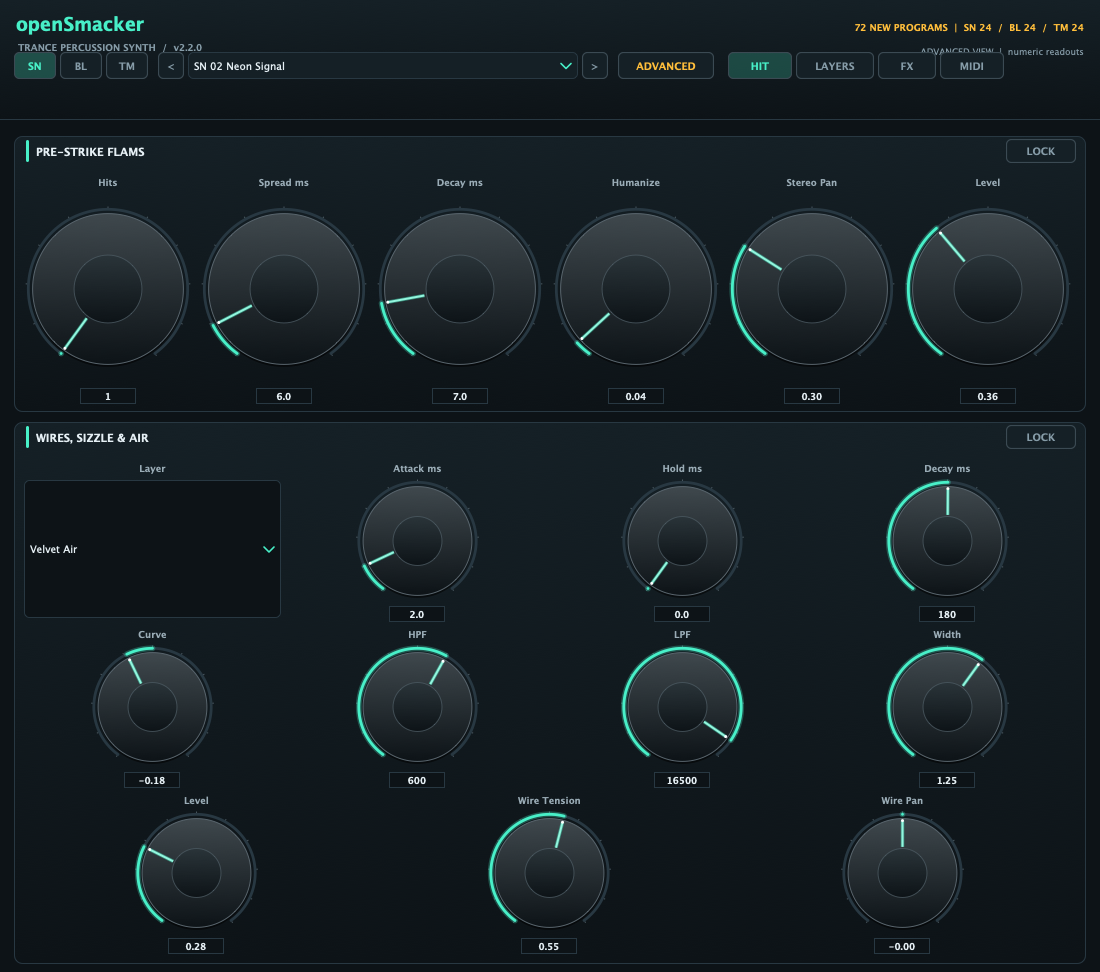 openSmacker
72 NEW PROGRAMS | SN 24 / BL 24 / TM 24
TRANCE PERCUSSION SYNTH / v2.2.0
ADVANCED VIEW | numeric readouts
SN BL TM < SN 02 Neon Signal > ADVANCED HIT LAYERS FX MIDI
PRE-STRIKE FLAMS LOCK
Hits Spread ms Decay ms Humanize Stereo Pan Level
1 6.0 7.0 0.04 0.30 0.36
WIRES, SIZZLE & AIR LOCK
Layer Attack ms Hold ms Decay ms
Velvet Air
2.0 0.0 180
Curve HPF LPF Width
-0.18 600 16500 1.25
Level Wire Tension Wire Pan
0.28 0.55 -0.00